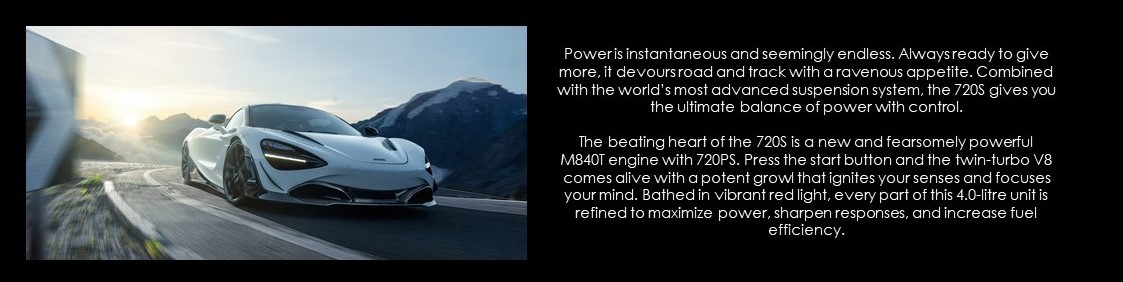 Power is instantaneous and seemingly endless. Always ready to give
more, it devours road and track with a ravenous appetite. Combined
with the world's most advanced suspension system, the 720S gives you
the ultimate balance of power with control.
The beating heart of the 720S is a new and fearsomely powerful
M840T engine with 720PS. Press the start button and the twin-turbo V8
comes alive with a potent growl that ignites your senses and focuses
your mind. Bathed in vibrant red light, every part of this 4.0-litre unit is
refined to maximize power, sharpen responses, and increase fuel
efficiency.